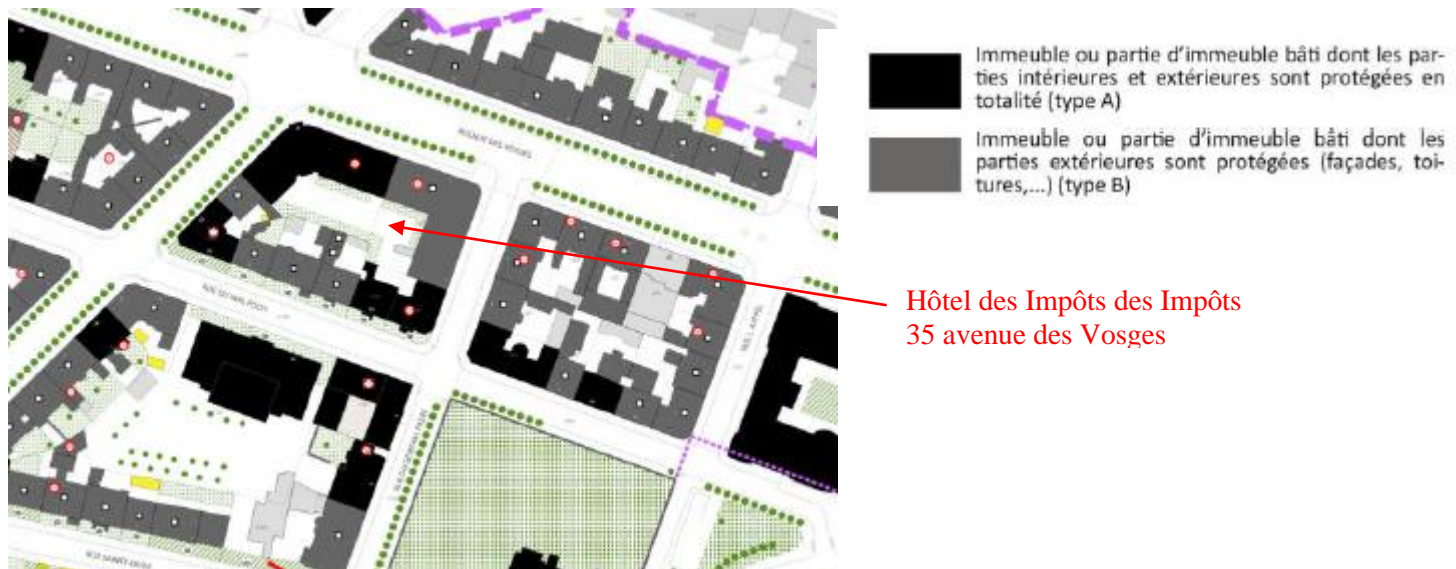 Immeuble ou partie d'immeuble bâti dont les par-
ties intérieures et extérieures sont protégées en
totalité (type A)
Immeuble ou partie d'immeuble bâti dont les
parties extérieures sont protégées (façades, toi-
tures,...) (type B)
Hôtel des Impôts des Impôts
35 avenue des Vosges